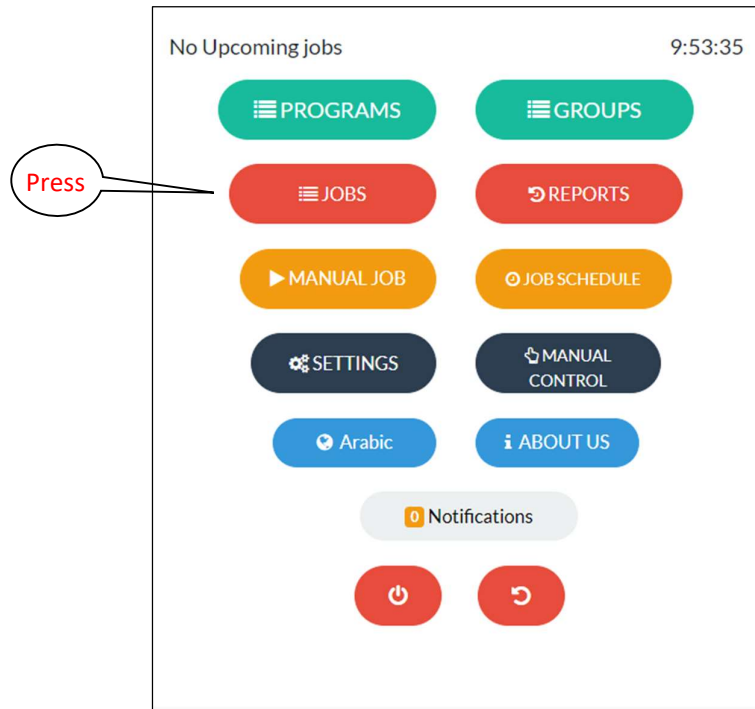 No Upcoming jobs 9:53:35
PROGRAMS GROUPS
Press
JOBS REPORTS
MANUAL JOB JOB SCHEDULE
SETTINGS MANUAL
CONTROL
Arabic ABOUT US
0 Notifications